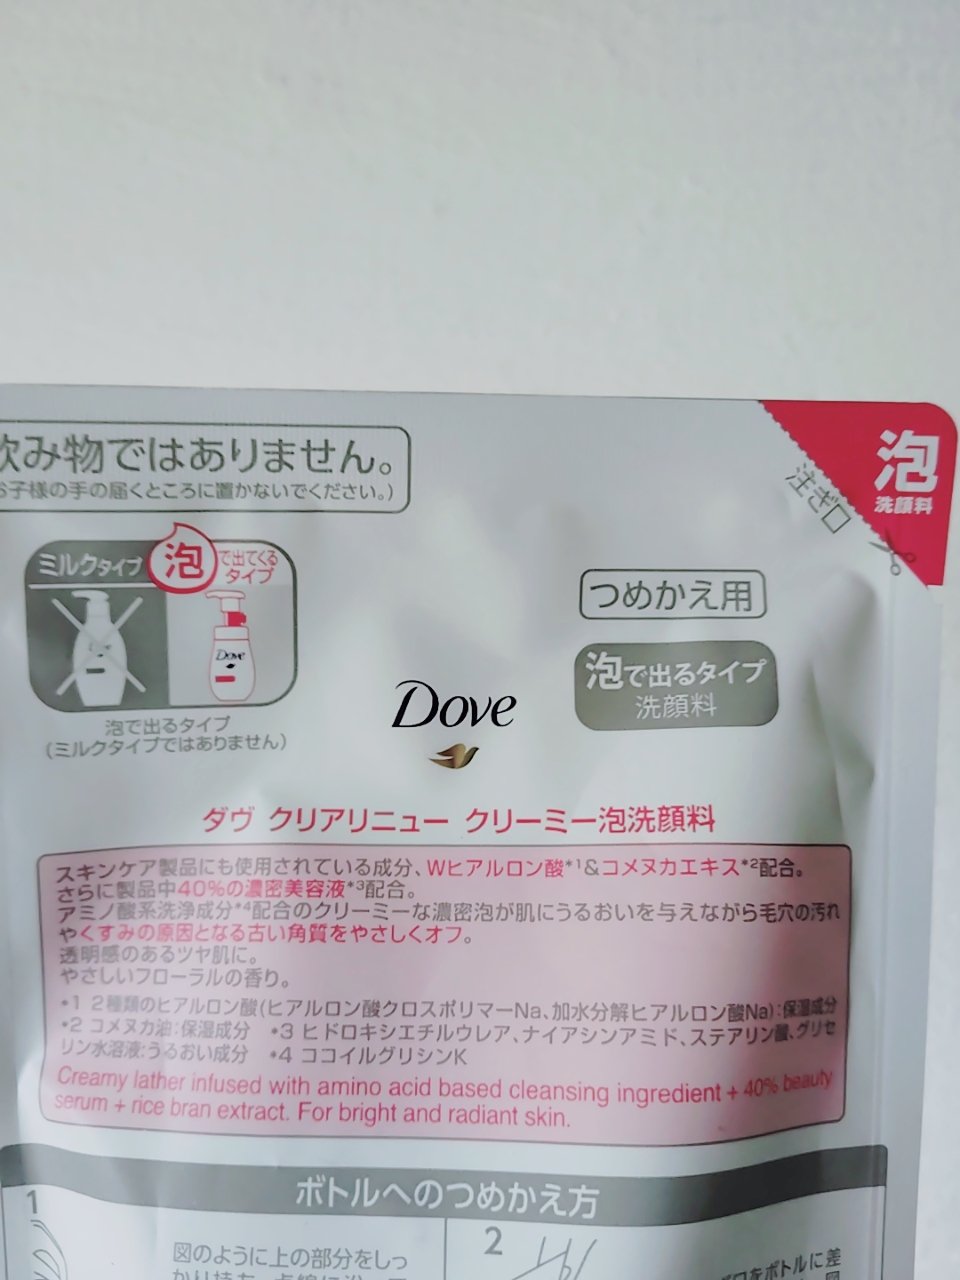 飲み物ではありません。
お子様の手の届くところに置かないでください。)
泡
洗顔料
注ぎ口
ミルクタイプ
泡で出てくる
タイプ
Dove
泡で出るタイプ
(ミルクタイプではありません)
つめかえ用
泡で出るタイプ
洗顔料
Dove
ダヴ クリアリニュー クリーミー泡洗顔料
スキンケア製品にも使用されている成分、Wヒアルロン酸*1&コメヌカエキス*2配合。
さらに製品中40%の濃密美容液*3配合。
アミノ酸系洗浄成分*4配合のクリーミーな濃密泡が肌にうるおいを与えながら毛穴の汚れ
やくすみの原因となる古い角質をやさしくオフ。
透明感のあるツヤ肌に。
やさしいフローラルの香り。
*1 2種類のヒアルロン酸(ヒアルロン酸クロスポリマーNa、加水分解ヒアルロン酸Na):保湿成分
*2 コメヌカ油:保湿成分 *3 ヒドロキシエチルウレア、ナイアシンアミド、ステアリン酸、グリセ
リン水溶液:うるおい成分 *4 ココイルグリシンK
Creamy lather infused with amino acid based cleansing ingredient + 40% beauty
serum + rice bran extract. For bright and radiant skin.
ボトルへのつめかえ方
1
図のように上の部分をしっ
2
口をボトルに差